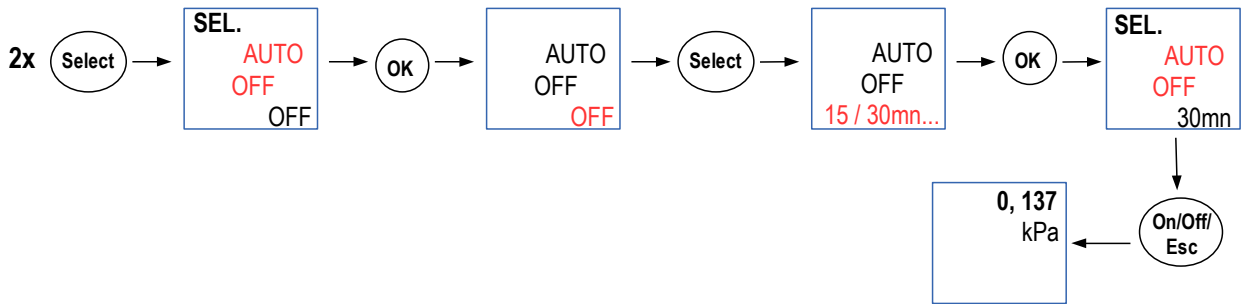 2x
Select
SEL.
AUTO
OFF
OFF
OK
AUTO
OFF
OFF
Select
AUTO
OFF
15 / 30mn...
OK
SEL.
AUTO
OFF
30mn
On/Off/
Esc
0, 137
kPa